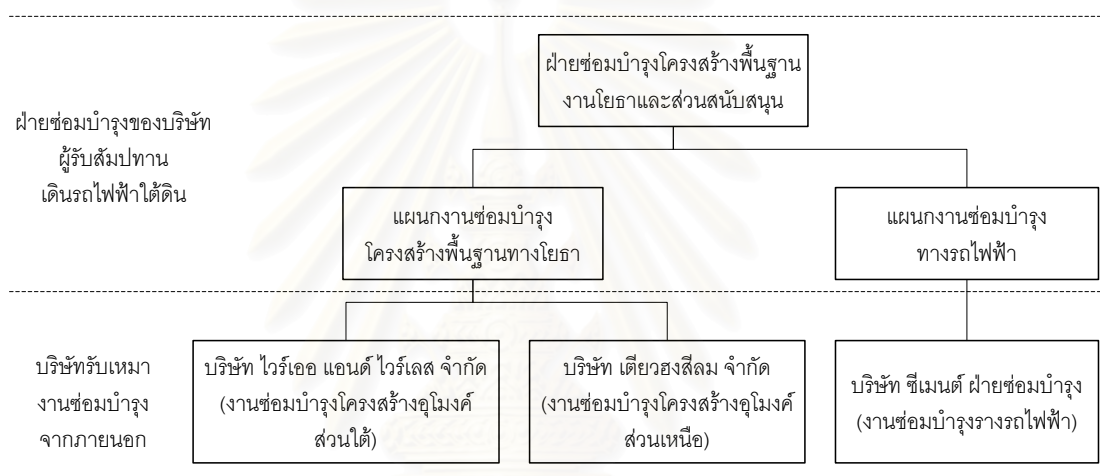 ฝ่ายซ่อมบำรุงโครงสร้างพื้นฐาน
งานโยธาและส่วนสนับสนุน
ฝ่ายซ่อมบำรุงของบริษัท
ผู้รับสัมปทาน
เดินรถไฟฟ้าใต้ดิน
แผนกงานซ่อมบำรุง
โครงสร้างพื้นฐานทางโยธา
แผนกงานซ่อมบำรุง
ทางรถไฟฟ้า
บริษัทรับเหมา
งานซ่อมบำรุง
จากภายนอก
บริษัท ไวร์เออ แอนด์ ไวร์เลส จำกัด
(งานซ่อมบำรุงโครงสร้างอุโมงค์
ส่วนใต้)
บริษัท เตียวฮงสีลม จำกัด
(งานซ่อมบำรุงโครงสร้างอุโมงค์
ส่วนเหนือ)
บริษัท ซีเมนต์ ฝ่ายซ่อมบำรุง
(งานซ่อมบำรุงรางรถไฟฟ้า)